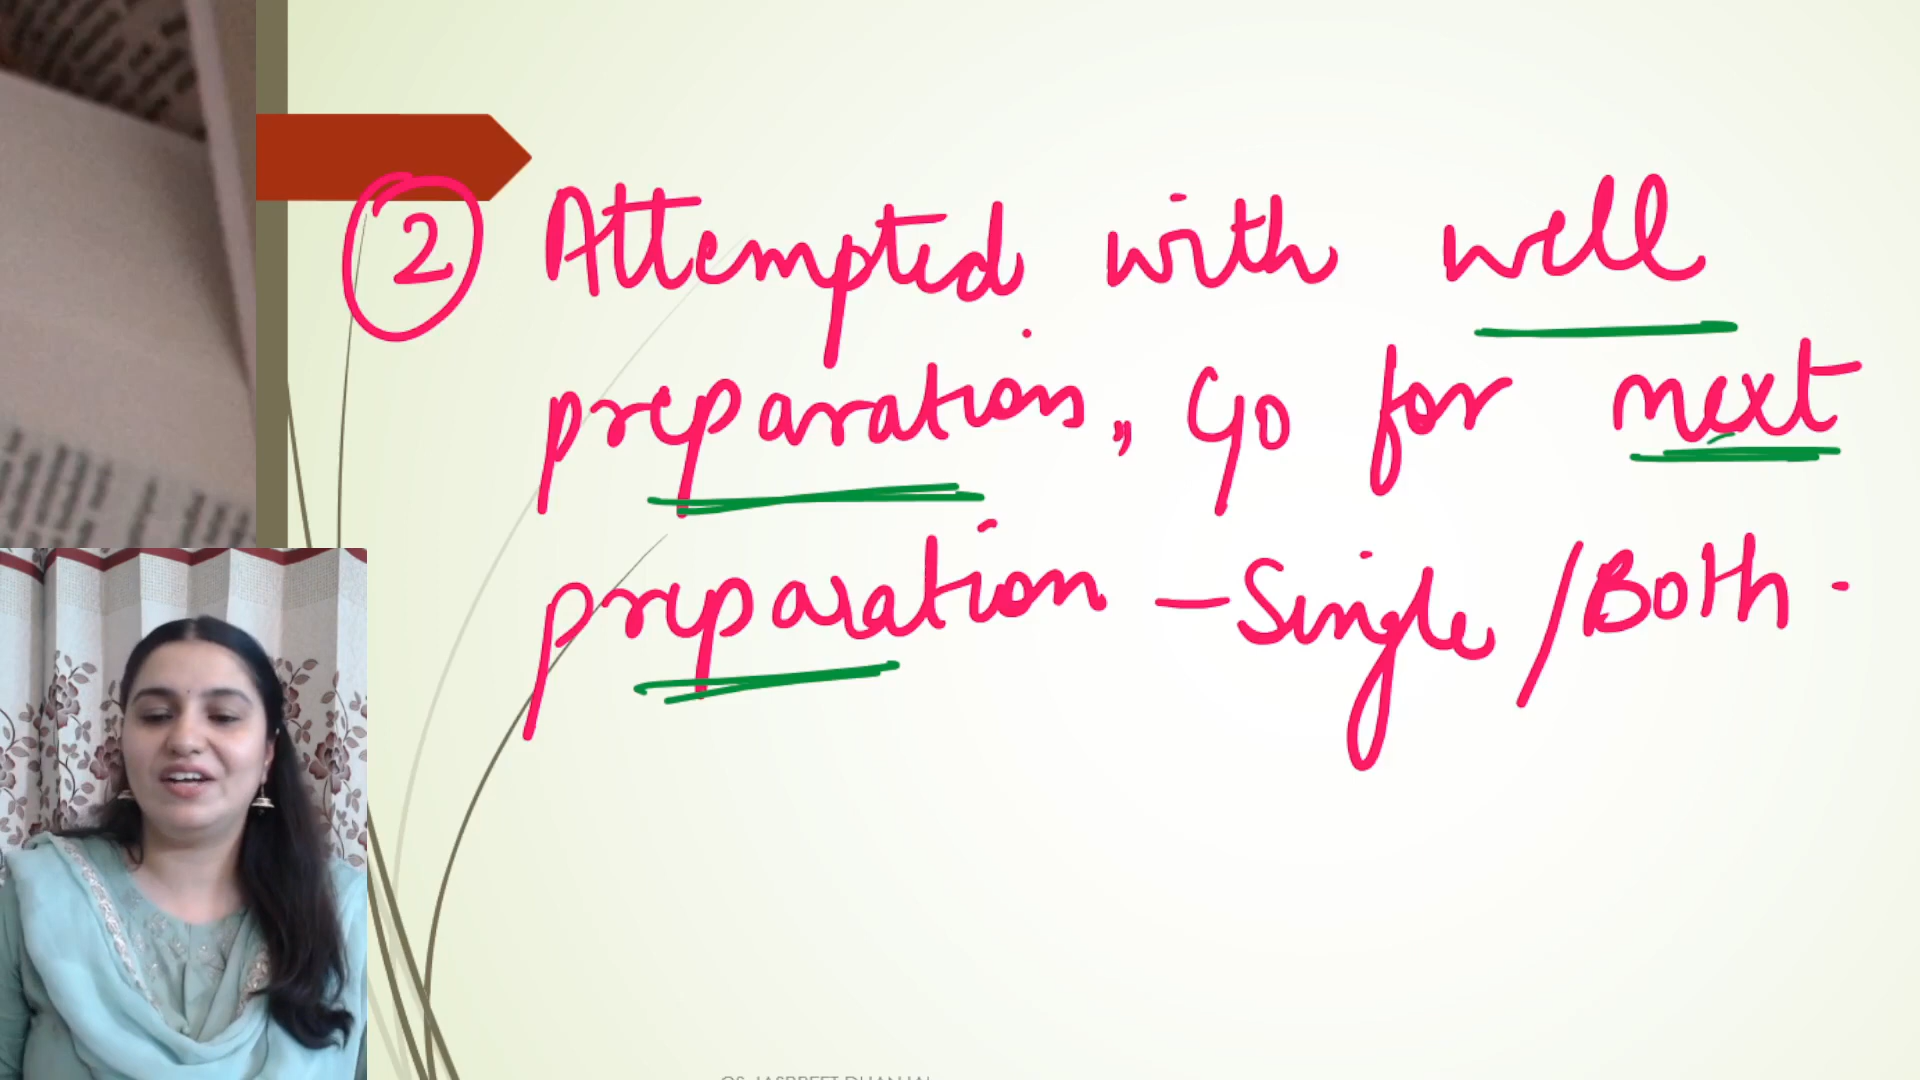 ② Attempted with well
preparation, Go for next
preparation - Single / Both.